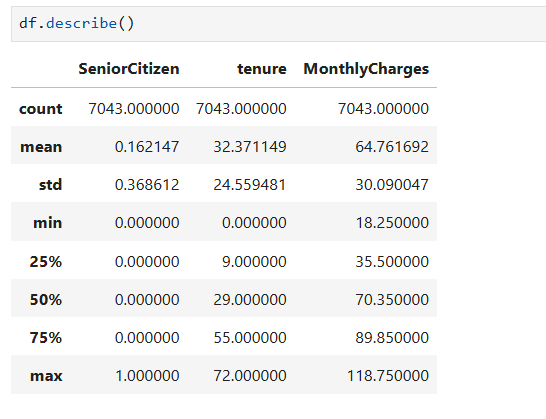 df.describe()
SeniorCitizen tenure MonthlyCharges
count 7043.000000 7043.000000 7043.000000
mean 0.162147 32.371149 64.761692
std 0.368612 24.559481 30.090047
min 0.000000 0.000000 18.250000
25% 0.000000 9.000000 35.500000
50% 0.000000 29.000000 70.350000
75% 0.000000 55.000000 89.850000
max 1.000000 72.000000 118.750000